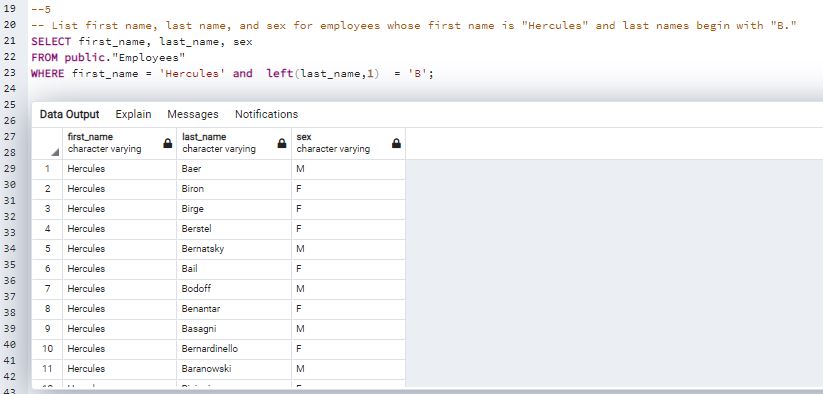 19 --5
20 -- List first name, last name, and sex for employees whose first name is "Hercules" and last names begin with "B."
21 SELECT first_name, last_name, sex
22 FROM public."Employees"
23 WHERE first_name = 'Hercules' and  left(last_name,1)  = 'B';
24
25
26 Data Output Explain Messages Notifications
27 first_name last_name sex
28 character varying character varying character varying
29 1 Hercules Baer M
30 2 Hercules Biron F
31 3 Hercules Birge F
32
33 4 Hercules Berstel F
34 5 Hercules Bernatsky M
35 6 Hercules Bail F
36
37 7 Hercules Bodoff M
38 8 Hercules Benantar F
39 9 Hercules Basagni M
40 10 Hercules Bernardinello F
41 11 Hercules Baranowski M
42
43